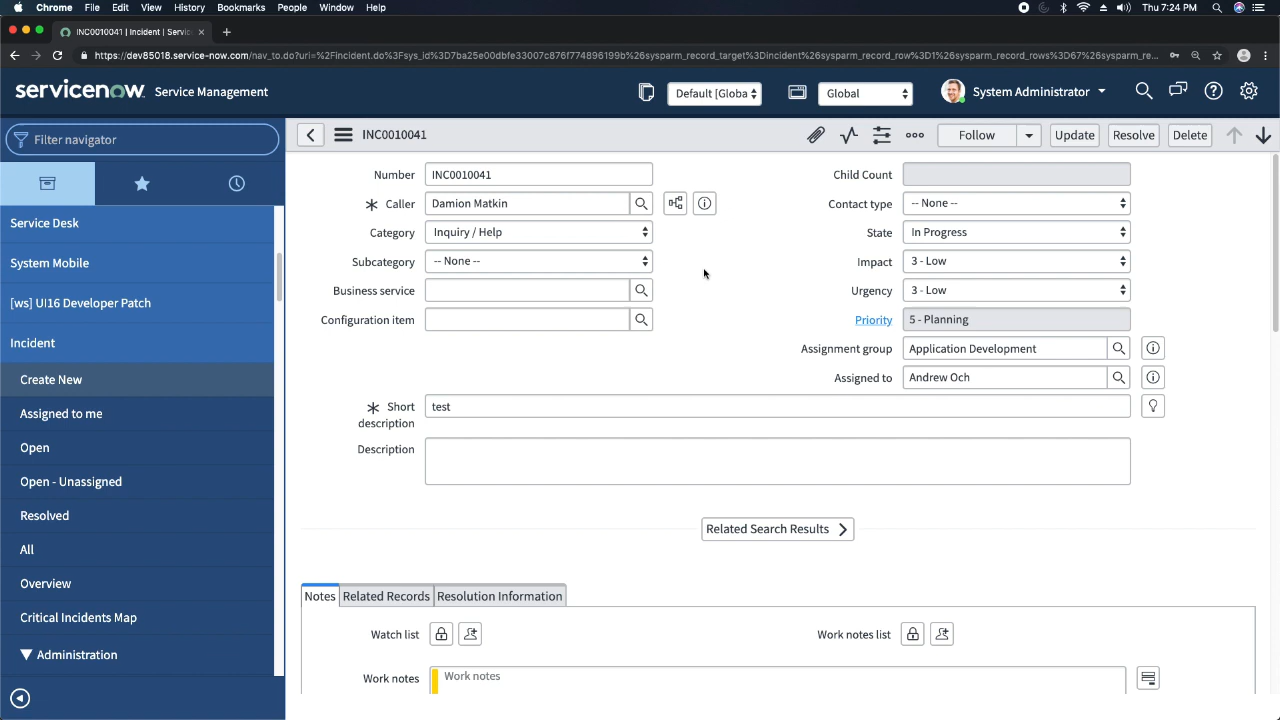 Chrome File Edit View History Bookmarks People Window Help Thu 7:24 PM
INC0010041 | Incident | Servic
https://dev85018.service-now.com/nav_to.do?uri=%2Fincident.do%3Fsys_id%3D7ba25e00dbfe33007c876f774896199b%26sysparm_record_target%3Dincident%26sysparm_record_row%3D1%26sysparm_record_rows%3D67%26sysparm_re...
servicenow Service Management
Default [Globa
Global
System Administrator
Filter navigator
INC0010041
Follow Update Resolve Delete
Service Desk
System Mobile
[ws] UI16 Developer Patch
Incident
Create New
Assigned to me
Open
Open - Unassigned
Resolved
All
Overview
Critical Incidents Map
▼ Administration
Number INC0010041
Caller Damion Matkin
Category Inquiry / Help
Subcategory -- None --
Business service
Configuration item
Child Count
Contact type -- None --
State In Progress
Impact 3 - Low
Urgency 3 - Low
Priority 5 - Planning
Assignment group Application Development
Assigned to Andrew Och
Short description test
Description
Related Search Results
Notes Related Records Resolution Information
Watch list
Work notes list
Work notes Work notes